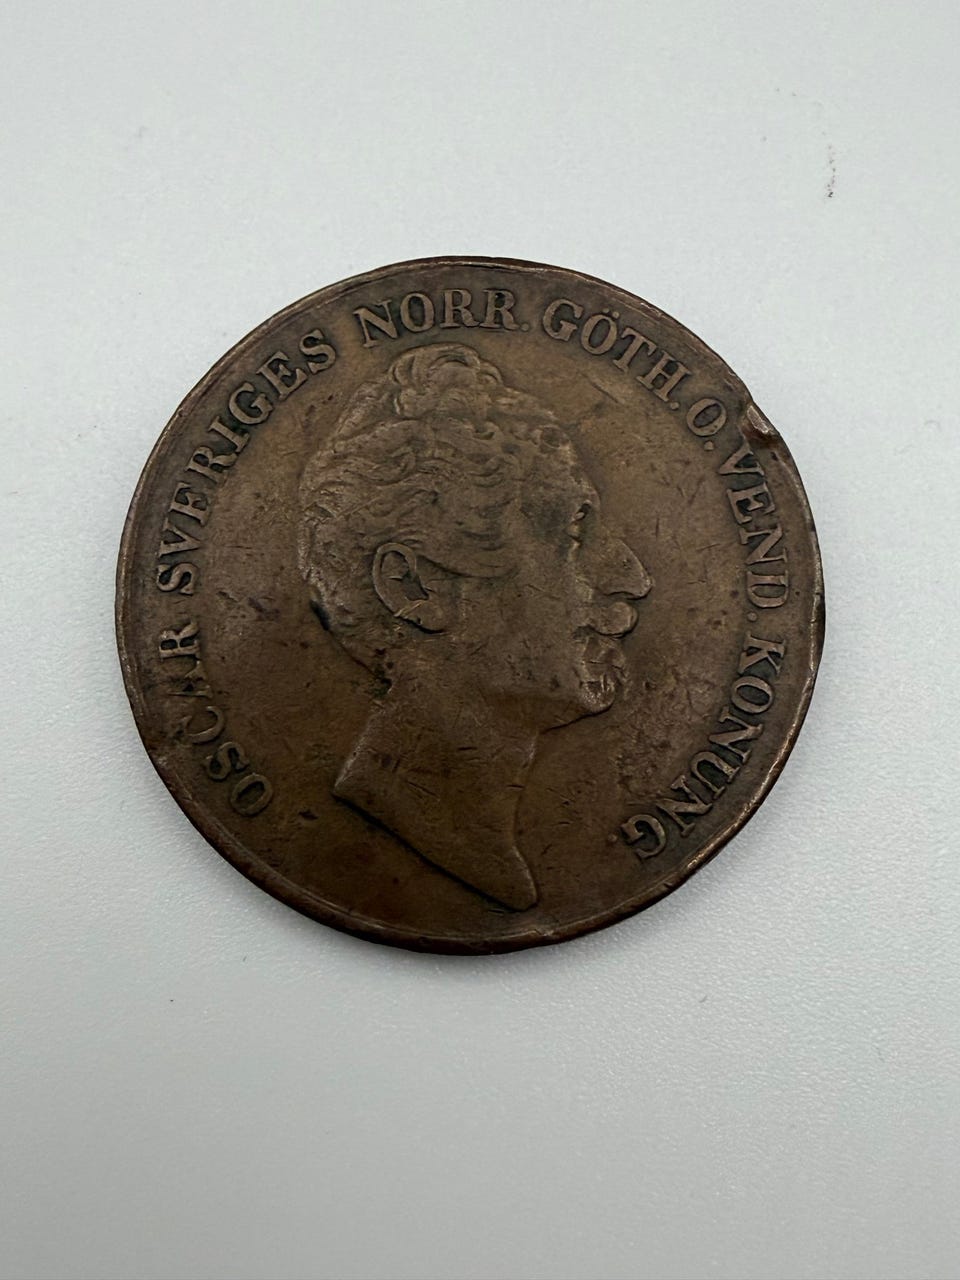 OSCAR SVERIGES NORR. GÖTH. O. VEND. KONUNG.